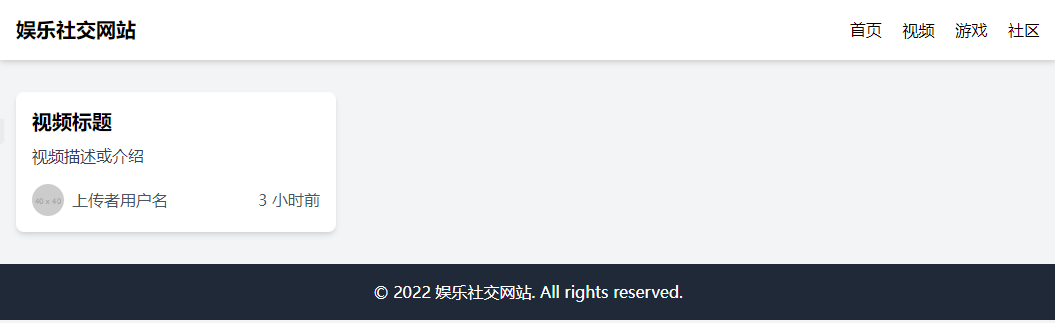 娱乐社交网站 首页 视频 游戏 社区
视频标题
视频描述或介绍
40 x 40 上传者用户名 3 小时前
© 2022 娱乐社交网站. All rights reserved.